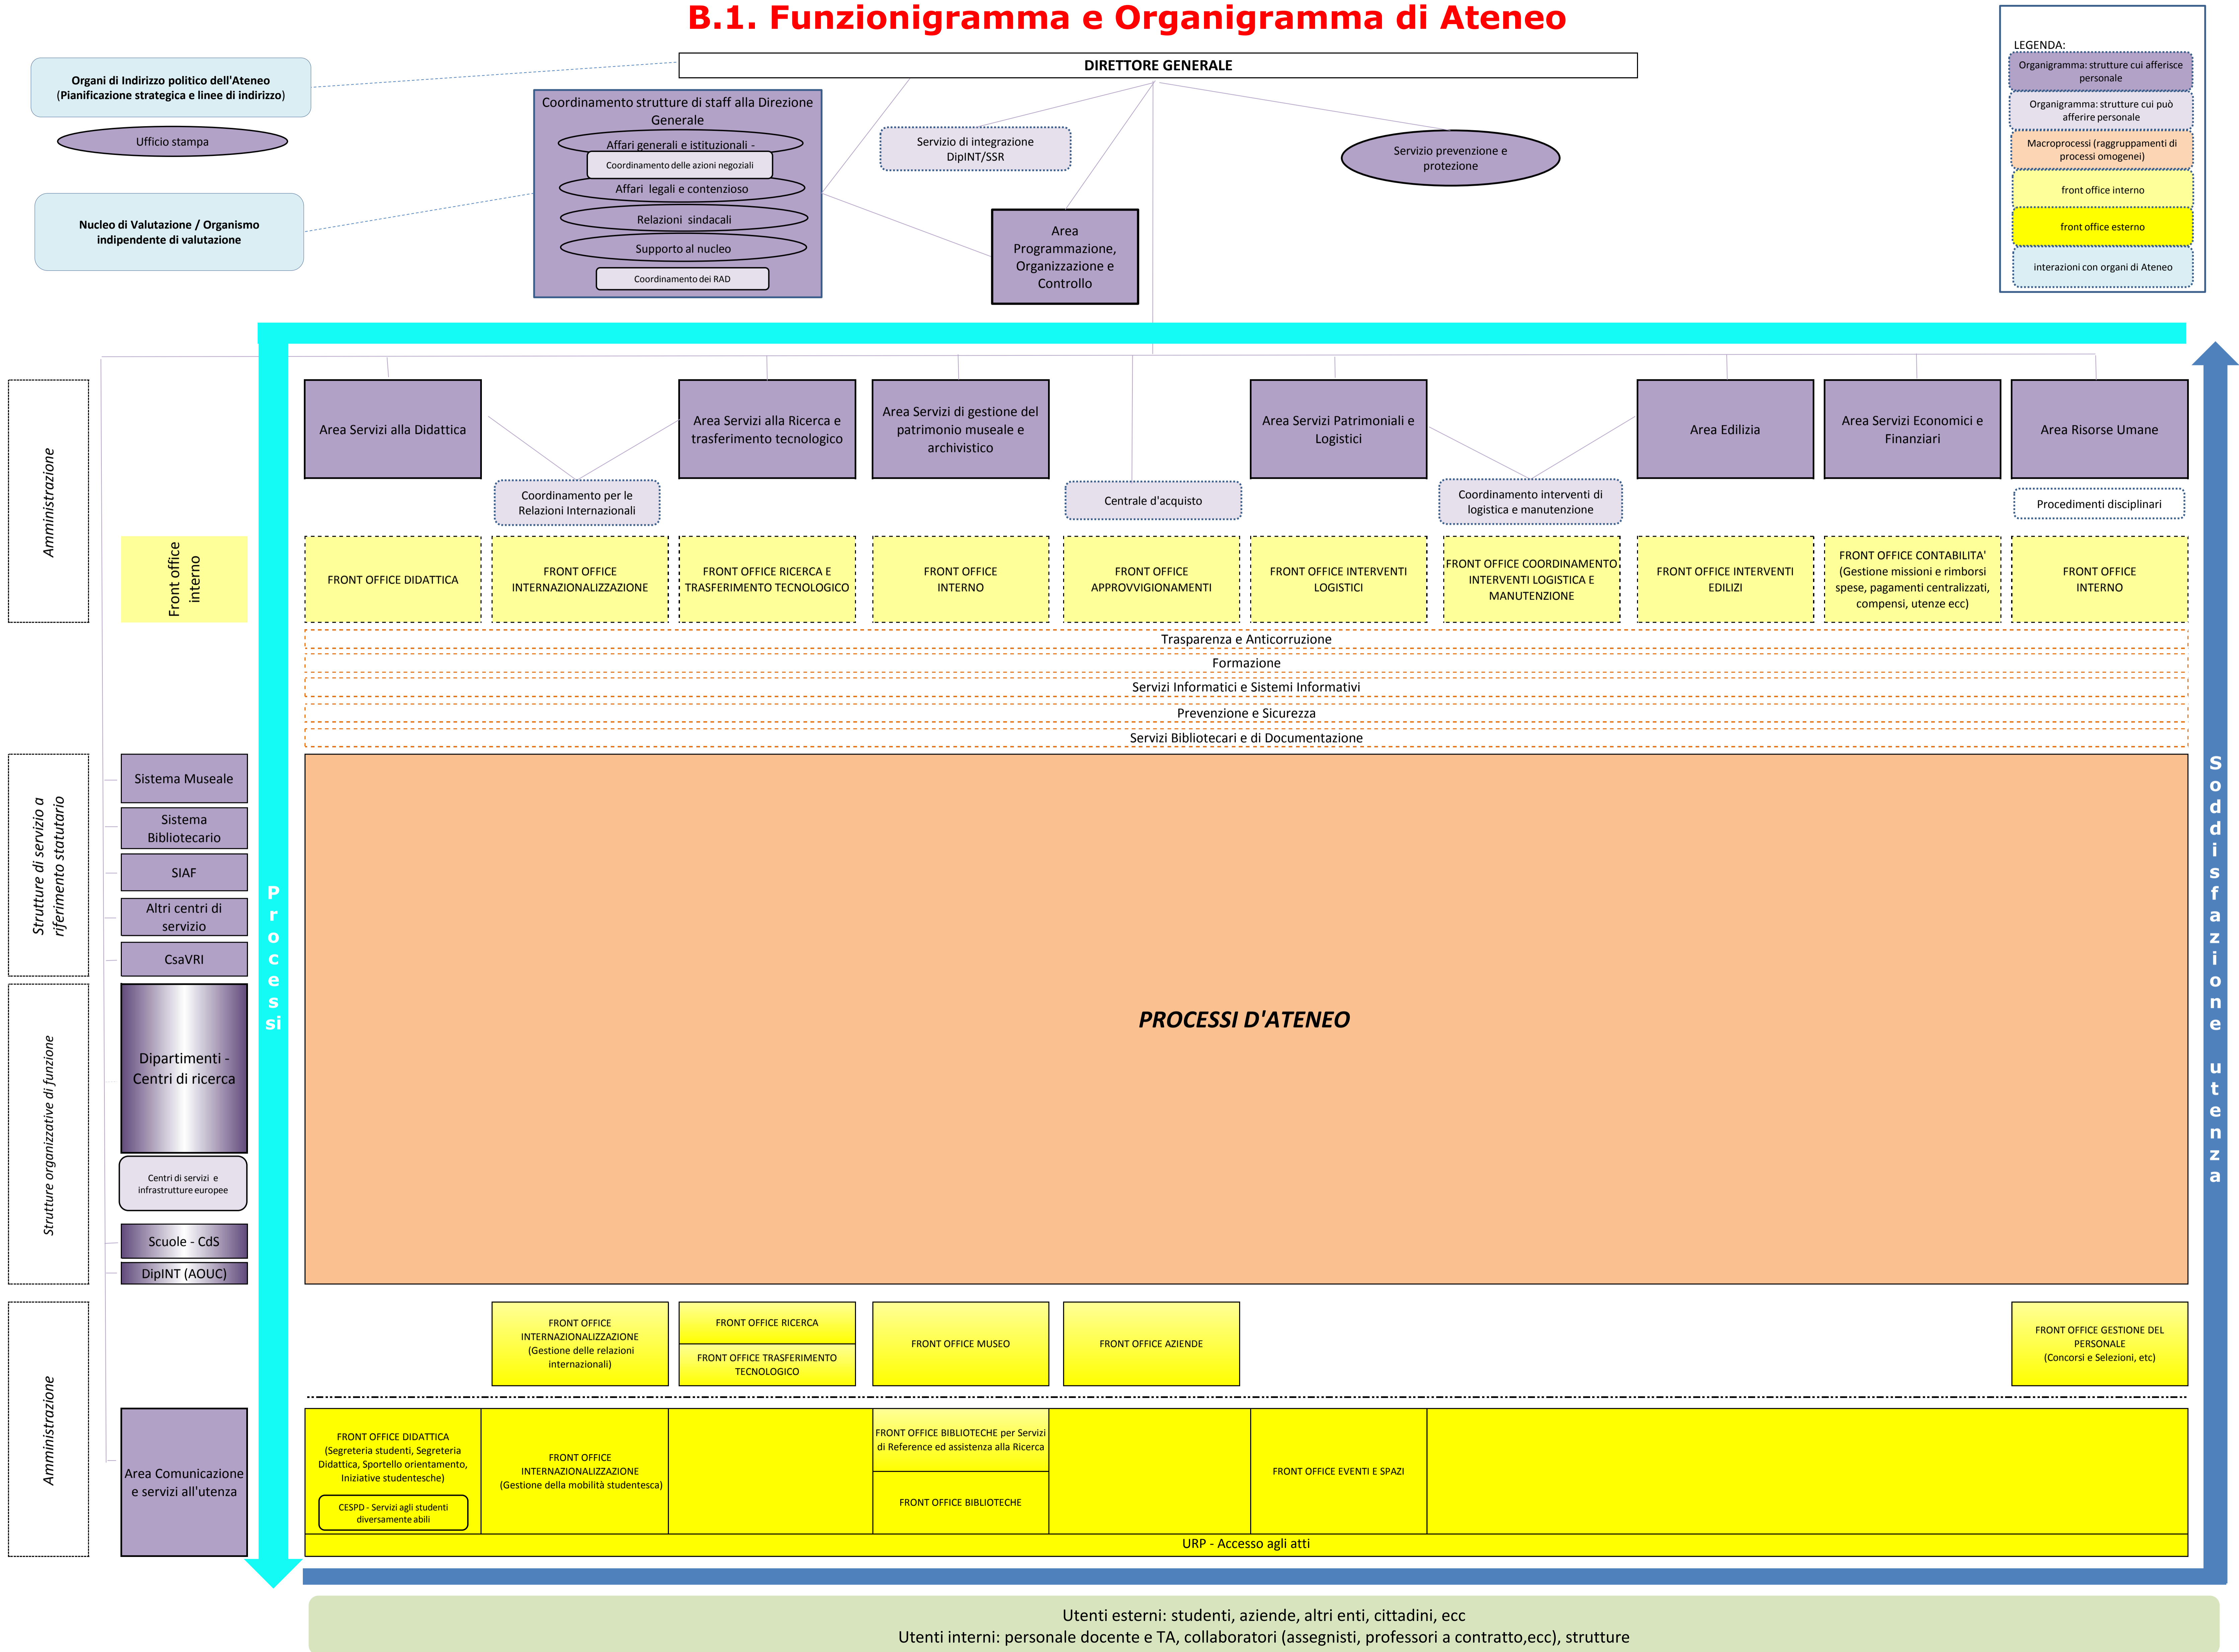 B.1. Funzionigramma e Organigramma di Ateneo
DIRETTORE GENERALE
Organi di Indirizzo politico dell'Ateneo
(Pianificazione strategica e linee di indirizzo)
Ufficio stampa
Nucleo di Valutazione / Organismo
indipendente di valutazione
Coordinamento strutture di staff alla Direzione
Generale
Affari generali e istituzionali -
Coordinamento delle azioni negoziali
Affari legali e contenzioso
Relazioni sindacali
Supporto al nucleo
Coordinamento dei RAD
Servizio di integrazione
DipINT/SSR
Area
Programmazione,
Organizzazione e
Controllo
Servizio prevenzione e
protezione
LEGENDA:
Organigramma: strutture cui afferisce
personale
Organigramma: strutture cui può
afferire personale
Macroprocessi (raggruppamenti di
processi omogenei)
front office interno
front office esterno
interazioni con organi di Ateneo
Amministrazione
Area Servizi alla Didattica
Area Servizi alla Ricerca e
trasferimento tecnologico
Area Servizi di gestione del
patrimonio museale e
archivistico
Area Servizi Patrimoniali e
Logistici
Area Edilizia
Area Servizi Economici e
Finanziari
Area Risorse Umane
Coordinamento per le
Relazioni Internazionali
Centrale d'acquisto
Coordinamento interventi di
logistica e manutenzione
Procedimenti disciplinari
Front office
interno
FRONT OFFICE DIDATTICA
FRONT OFFICE
INTERNAZIONALIZZAZIONE
FRONT OFFICE RICERCA E
TRASFERIMENTO TECNOLOGICO
FRONT OFFICE
INTERNO
FRONT OFFICE
APPROVVIGIONAMENTI
FRONT OFFICE INTERVENTI
LOGISTICI
FRONT OFFICE COORDINAMENTO
INTERVENTI LOGISTICA E
MANUTENZIONE
FRONT OFFICE INTERVENTI
EDILIZI
FRONT OFFICE CONTABILITA'
(Gestione missioni e rimborsi
spese, pagamenti centralizzati,
compensi, utenze ecc)
FRONT OFFICE
INTERNO
Trasparenza e Anticorruzione
Formazione
Servizi Informatici e Sistemi Informativi
Prevenzione e Sicurezza
Servizi Bibliotecari e di Documentazione
Strutture di servizio a
riferimento statutario
Sistema Museale
Sistema
Bibliotecario
SIAF
Altri centri di
servizio
CsaVRI
Processi
PROCESSI D'ATENEO
Soddisfazione utenza
Strutture organizzative di funzione
Dipartimenti -
Centri di ricerca
Centri di servizi e
infrastrutture europee
Scuole - CdS
DipINT (AOUC)
Amministrazione
FRONT OFFICE
INTERNAZIONALIZZAZIONE
(Gestione delle relazioni
internazionali)
FRONT OFFICE RICERCA
FRONT OFFICE TRASFERIMENTO
TECNOLOGICO
FRONT OFFICE MUSEO
FRONT OFFICE AZIENDE
FRONT OFFICE GESTIONE DEL
PERSONALE
(Concorsi e Selezioni, etc)
Area Comunicazione
e servizi all'utenza
FRONT OFFICE DIDATTICA
(Segreteria studenti, Segreteria
Didattica, Sportello orientamento,
Iniziative studentesche)
CESPD - Servizi agli studenti
diversamente abili
FRONT OFFICE
INTERNAZIONALIZZAZIONE
(Gestione della mobilità studentesca)
FRONT OFFICE BIBLIOTECHE per Servizi
di Reference ed assistenza alla Ricerca
FRONT OFFICE BIBLIOTECHE
FRONT OFFICE EVENTI E SPAZI
URP - Accesso agli atti
Utenti esterni: studenti, aziende, altri enti, cittadini, ecc
Utenti interni: personale docente e TA, collaboratori (assegnisti, professori a contratto,ecc), strutture